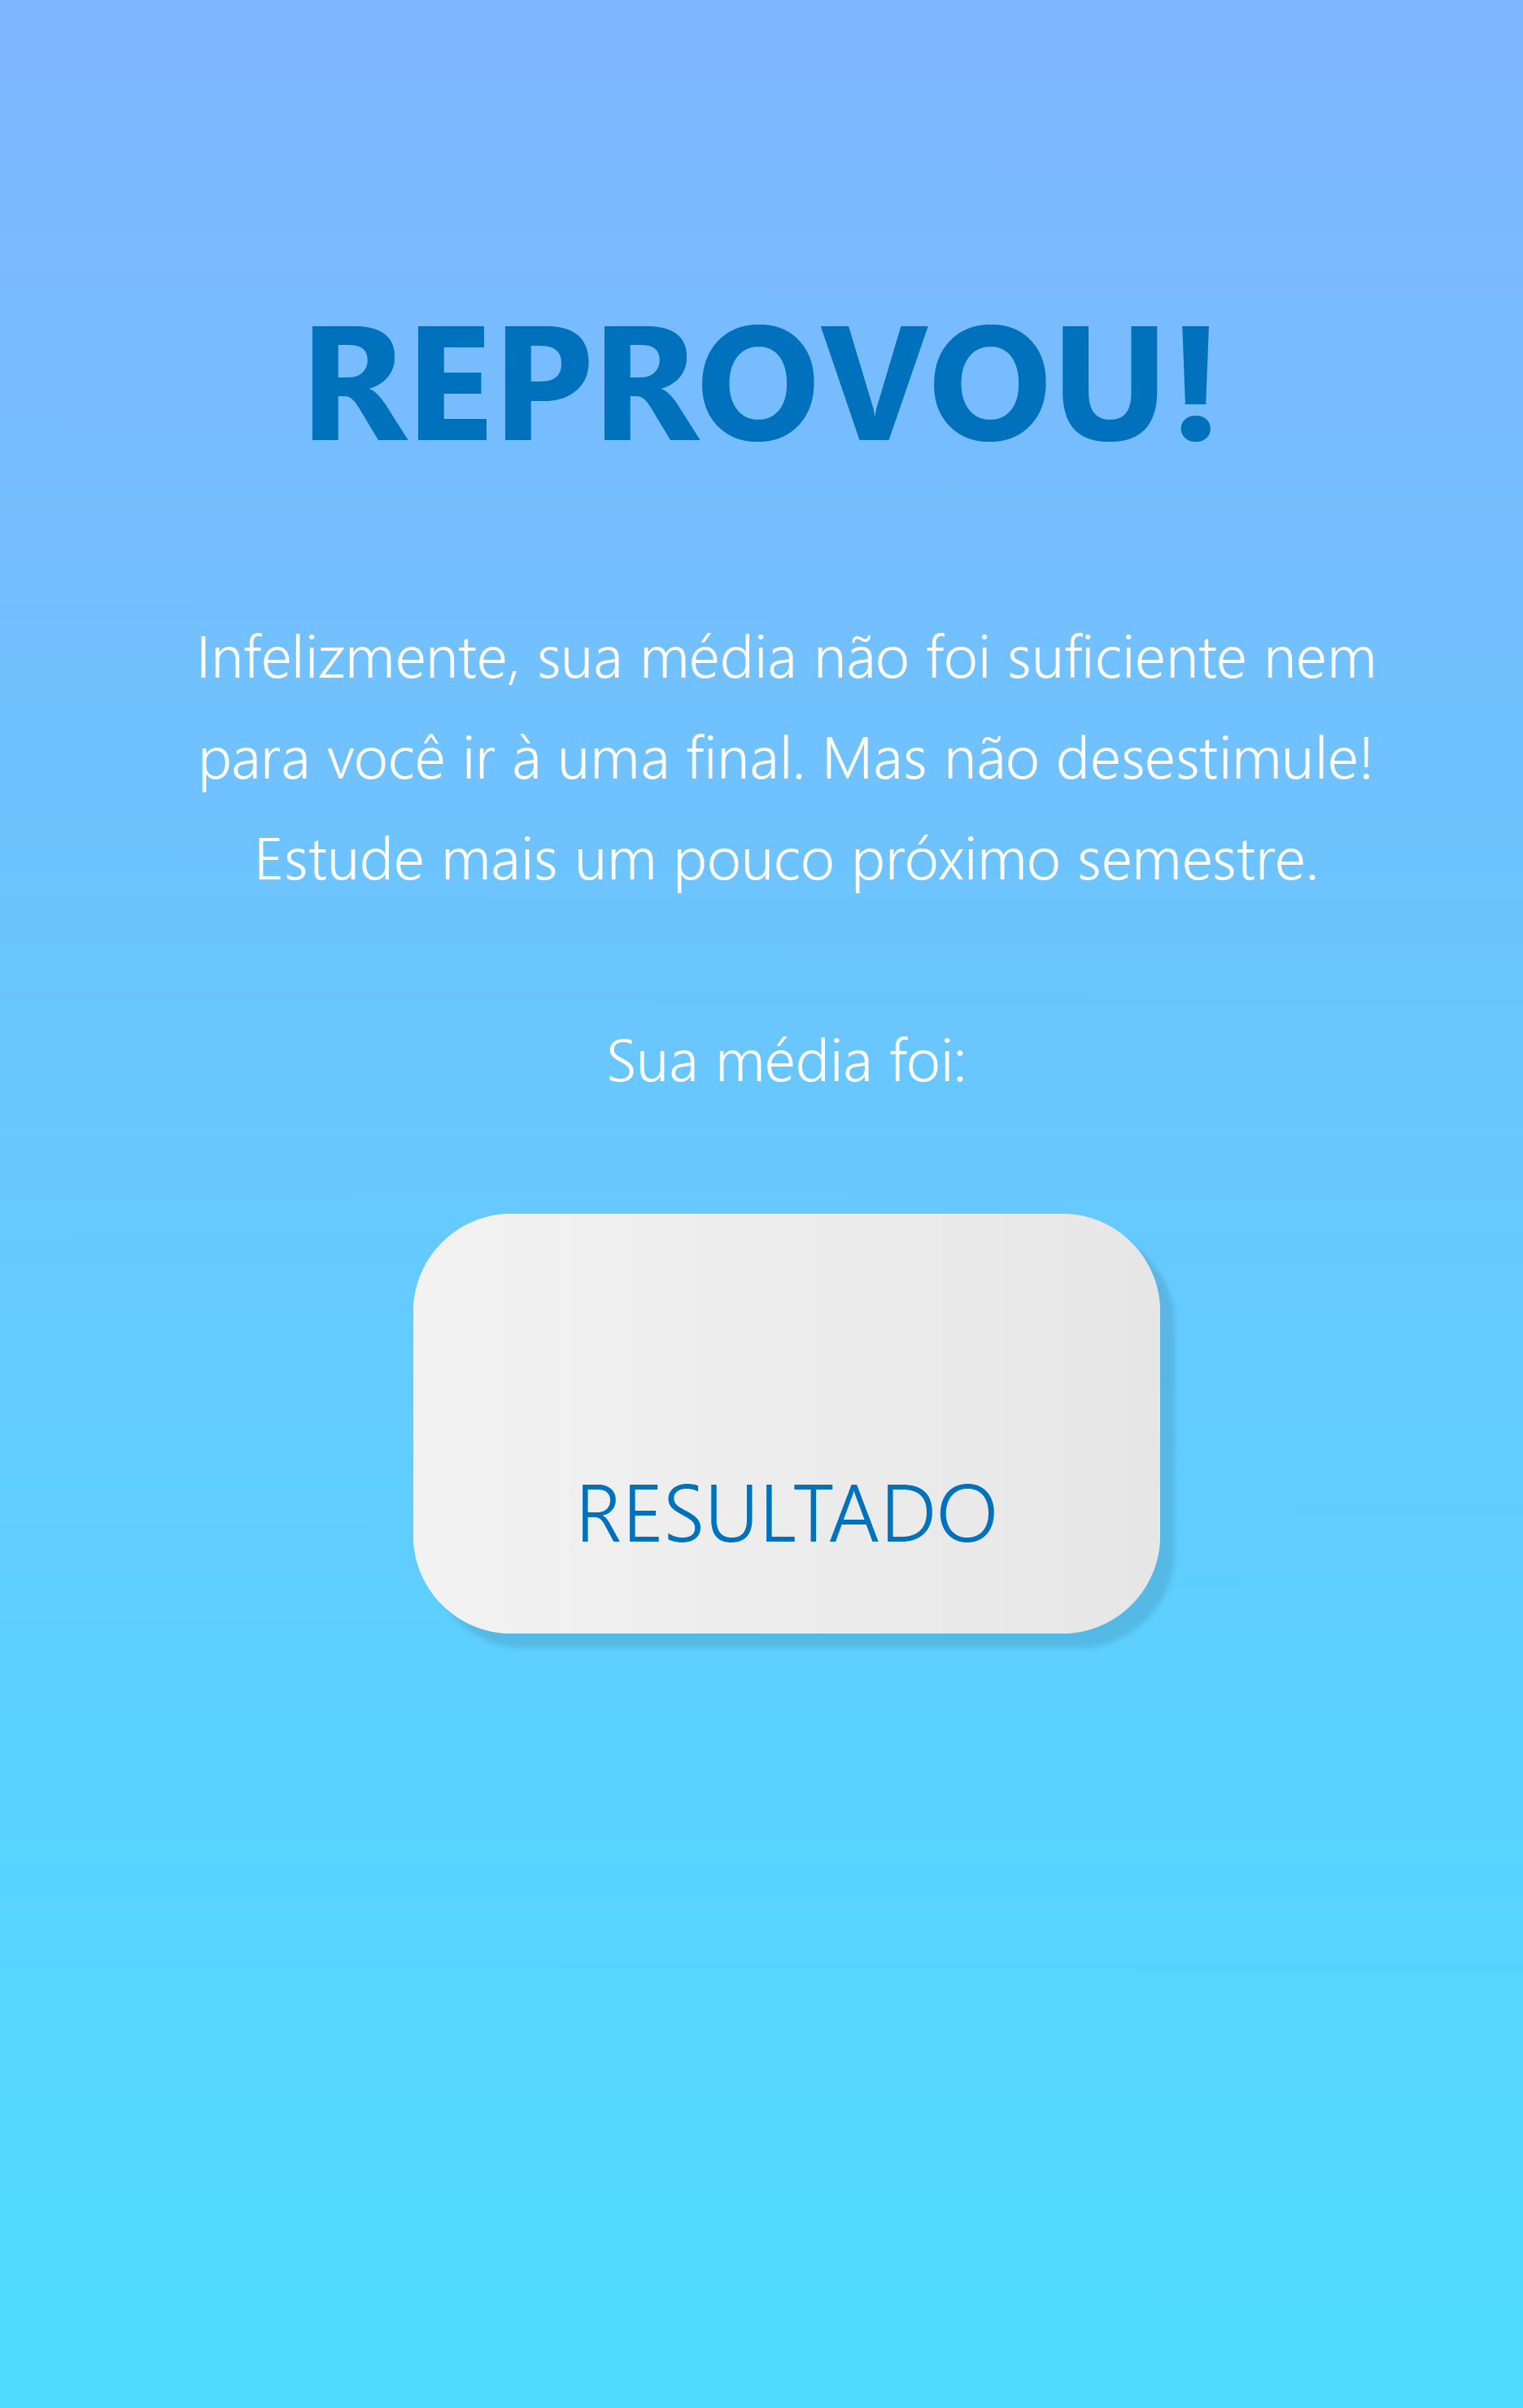 REPROVOU!
Infelizmente, sua média não foi suficiente nem
para você ir à uma final. Mas não desestimule!
Estude mais um pouco próximo semestre.
Sua média foi:
RESULTADO